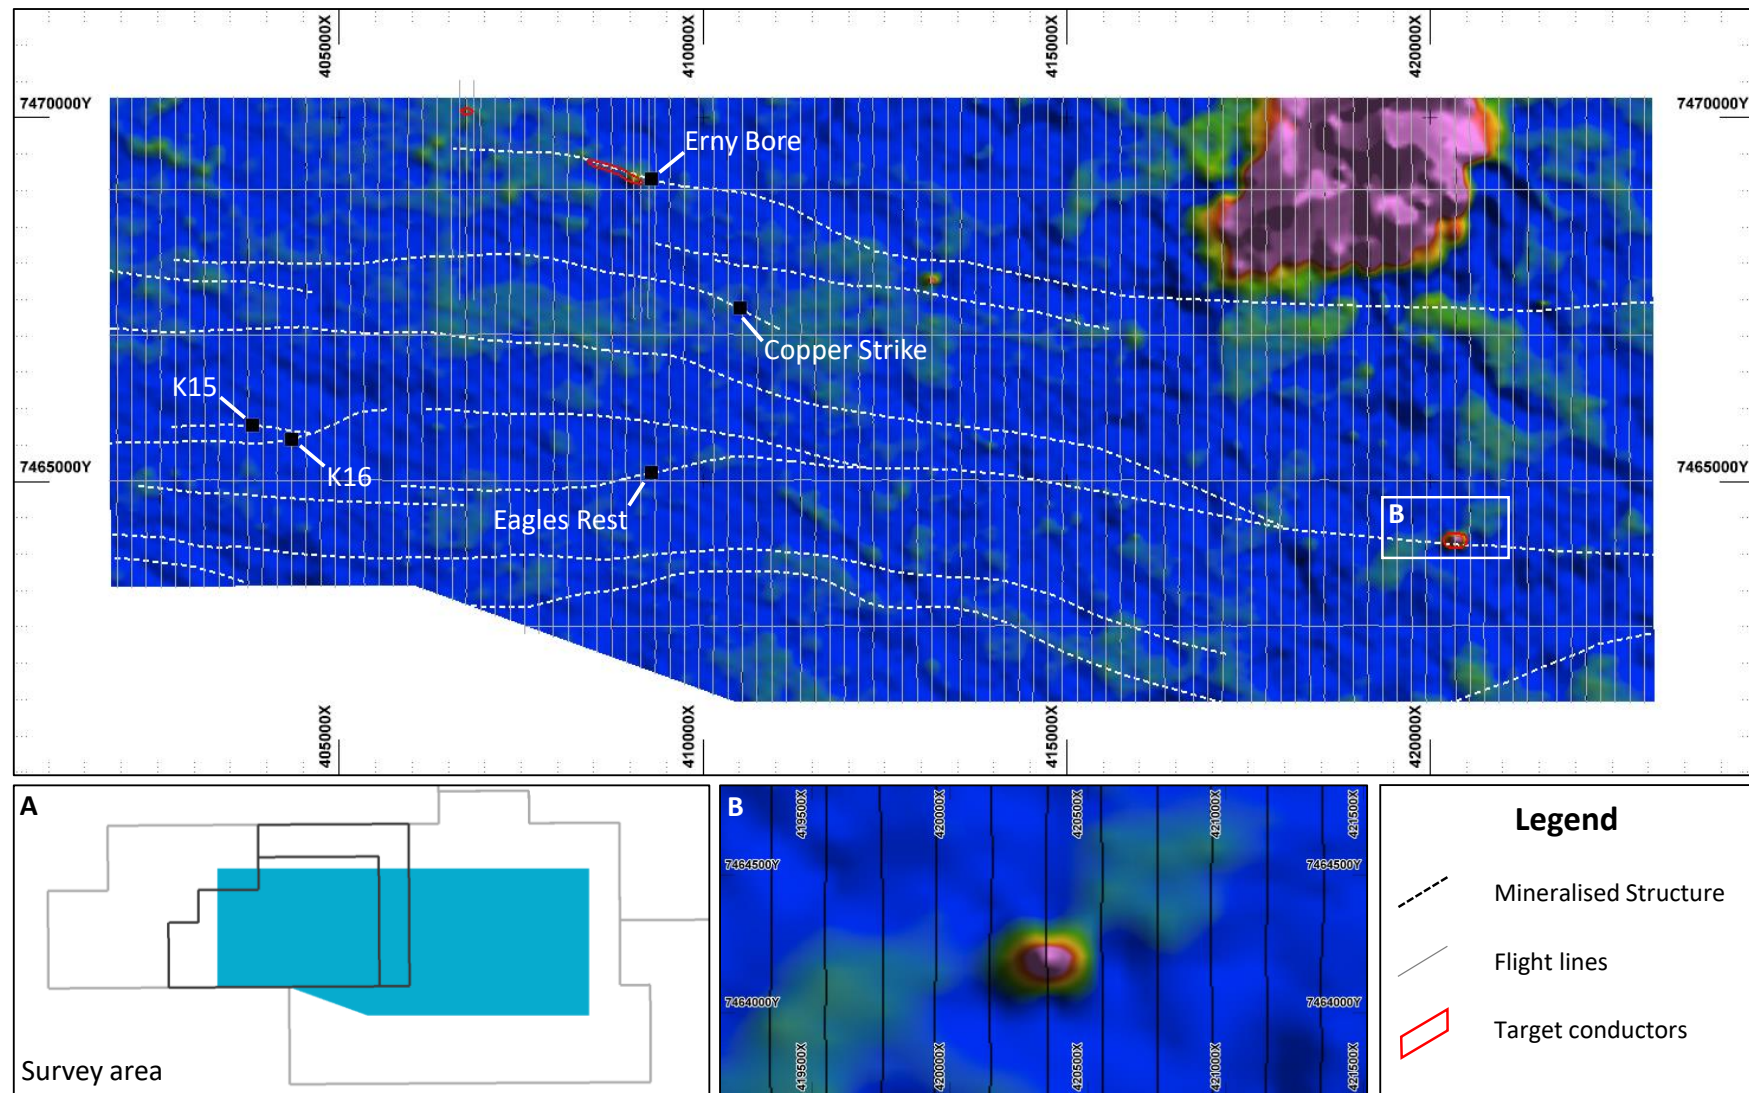 405000X
410000X
415000X
420000X
7470000Y
7470000Y
Erny Bore
Copper Strike
K15
K16
7465000Y
7465000Y
Eagles Rest
B
405000X
410000X
415000X
420000X
A
Survey area
B
419500X
420000X
420500X
421000X
421500X
7464500Y
7464500Y
7464000Y
7464000Y
419500X
420000X
420500X
421000X
421500X
Legend
Mineralised Structure
Flight lines
Target conductors